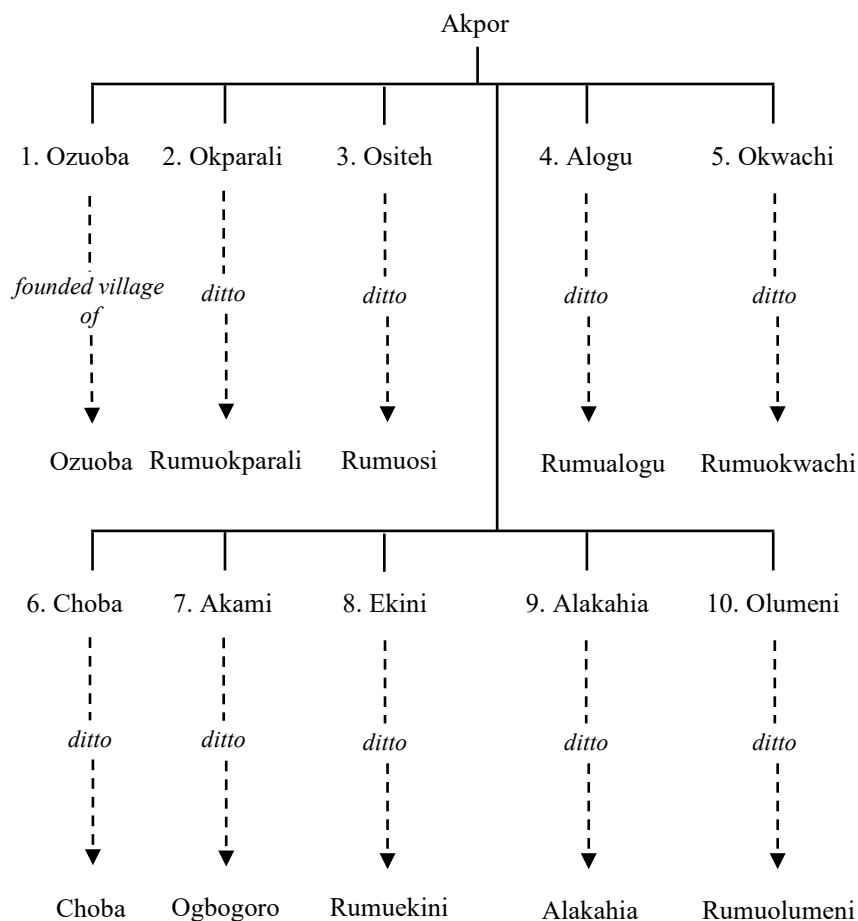 Akpor
1. Ozuoba 2. Okparali 3. Ositeh 4. Alogu 5. Okwachi
founded village
of
ditto ditto ditto ditto
Ozuoba Rumuokparali Rumuosi Rumualogu Rumuokwachi
6. Choba 7. Akami 8. Ekini 9. Alakahia 10. Olumeni
ditto ditto ditto ditto ditto
Choba Ogbogoro Rumuekini Alakahia Rumuolumeni